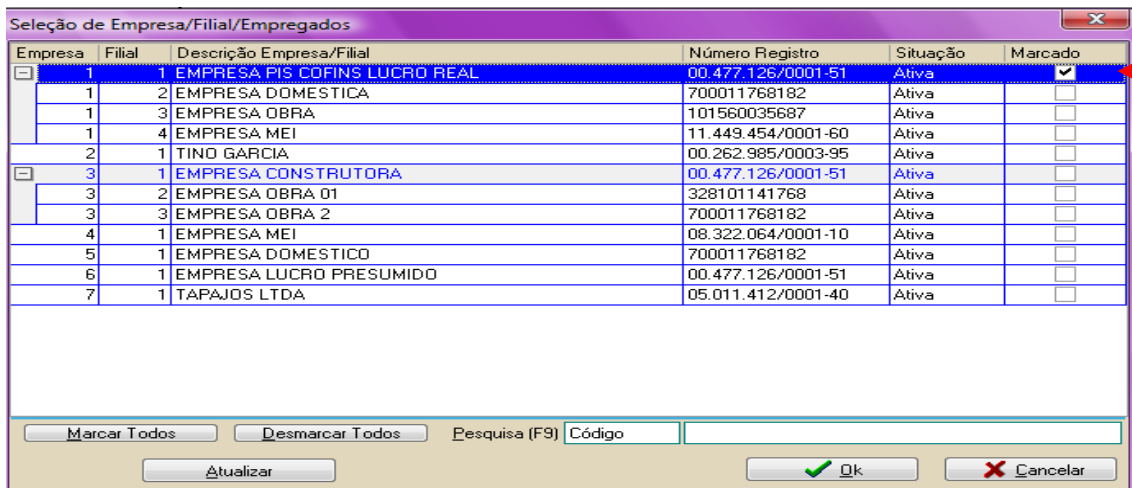 Seleção de Empresa/Filial/Empregados
Empresa Filial Descrição Empresa/Filial Número Registro Situação Marcado
1 1 EMPRESA PIS COFINS LUCRO REAL 00.477.126/0001-51 Ativa
1 2 EMPRESA DOMESTICA 700011768182 Ativa
1 3 EMPRESA OBRA 101560035687 Ativa
1 4 EMPRESA MEI 11.449.454/0001-60 Ativa
2 1 TINO GARCIA 00.262.985/0003-95 Ativa
3 1 EMPRESA CONSTRUTORA 00.477.126/0001-51 Ativa
3 2 EMPRESA OBRA 01 328101141768 Ativa
3 3 EMPRESA OBRA 2 700011768182 Ativa
4 1 EMPRESA MEI 08.322.064/0001-10 Ativa
5 1 EMPRESA DOMESTICO 700011768182 Ativa
6 1 EMPRESA LUCRO PRESUMIDO 00.477.126/0001-51 Ativa
7 1 TAPAJOS LTDA 05.011.412/0001-40 Ativa
Marcar Todos Desmarcar Todos Pesquisa (F9) Código
Atualizar Ok Cancelar